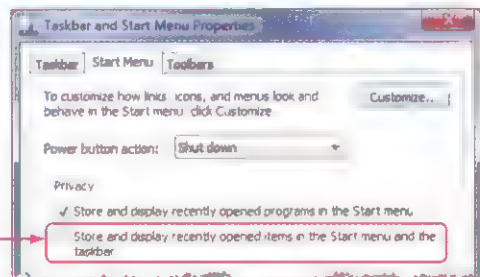 Taskbar and Start Menu Properties
Taskbar Start Menu Toolbars
To customize how links, icons, and menus look and
behave in the Start menu, click Customize.
Customize...
Power button action: Shut down
Privacy
Store and display recently opened programs in the Start menu
Store and display recently opened items in the Start menu and the
taskbar